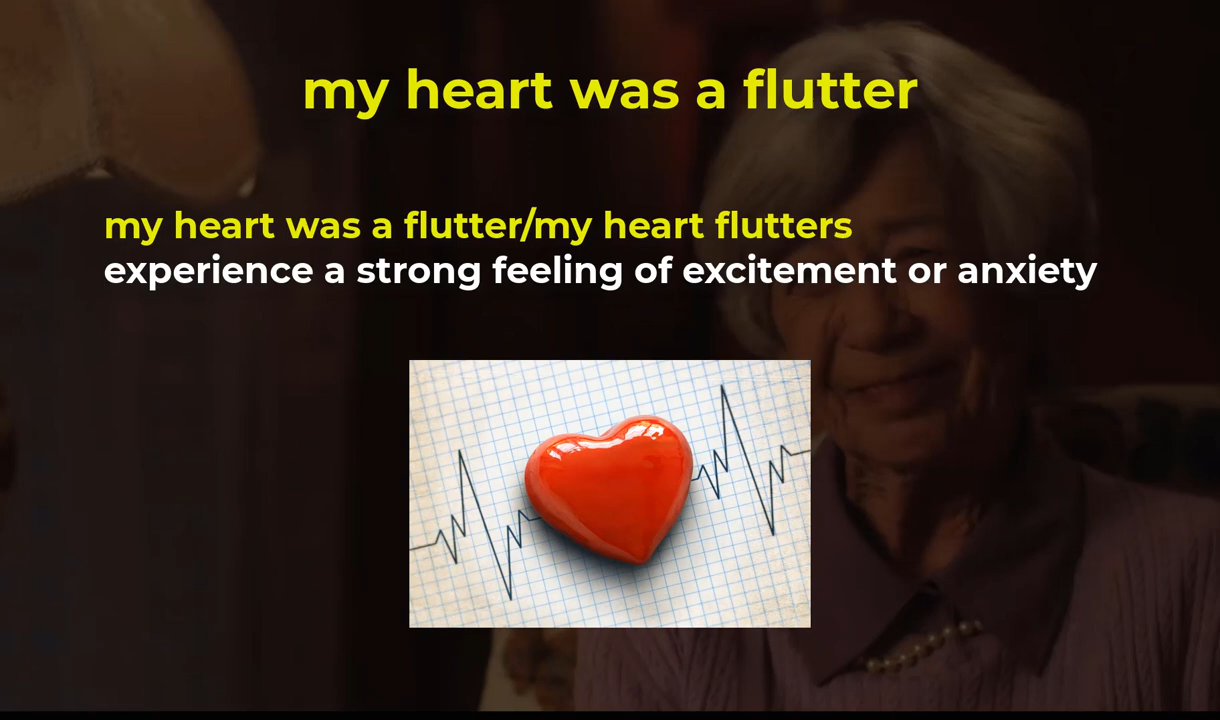 my heart was a flutter
my heart was a flutter/my heart flutters
experience a strong feeling of excitement or anxiety